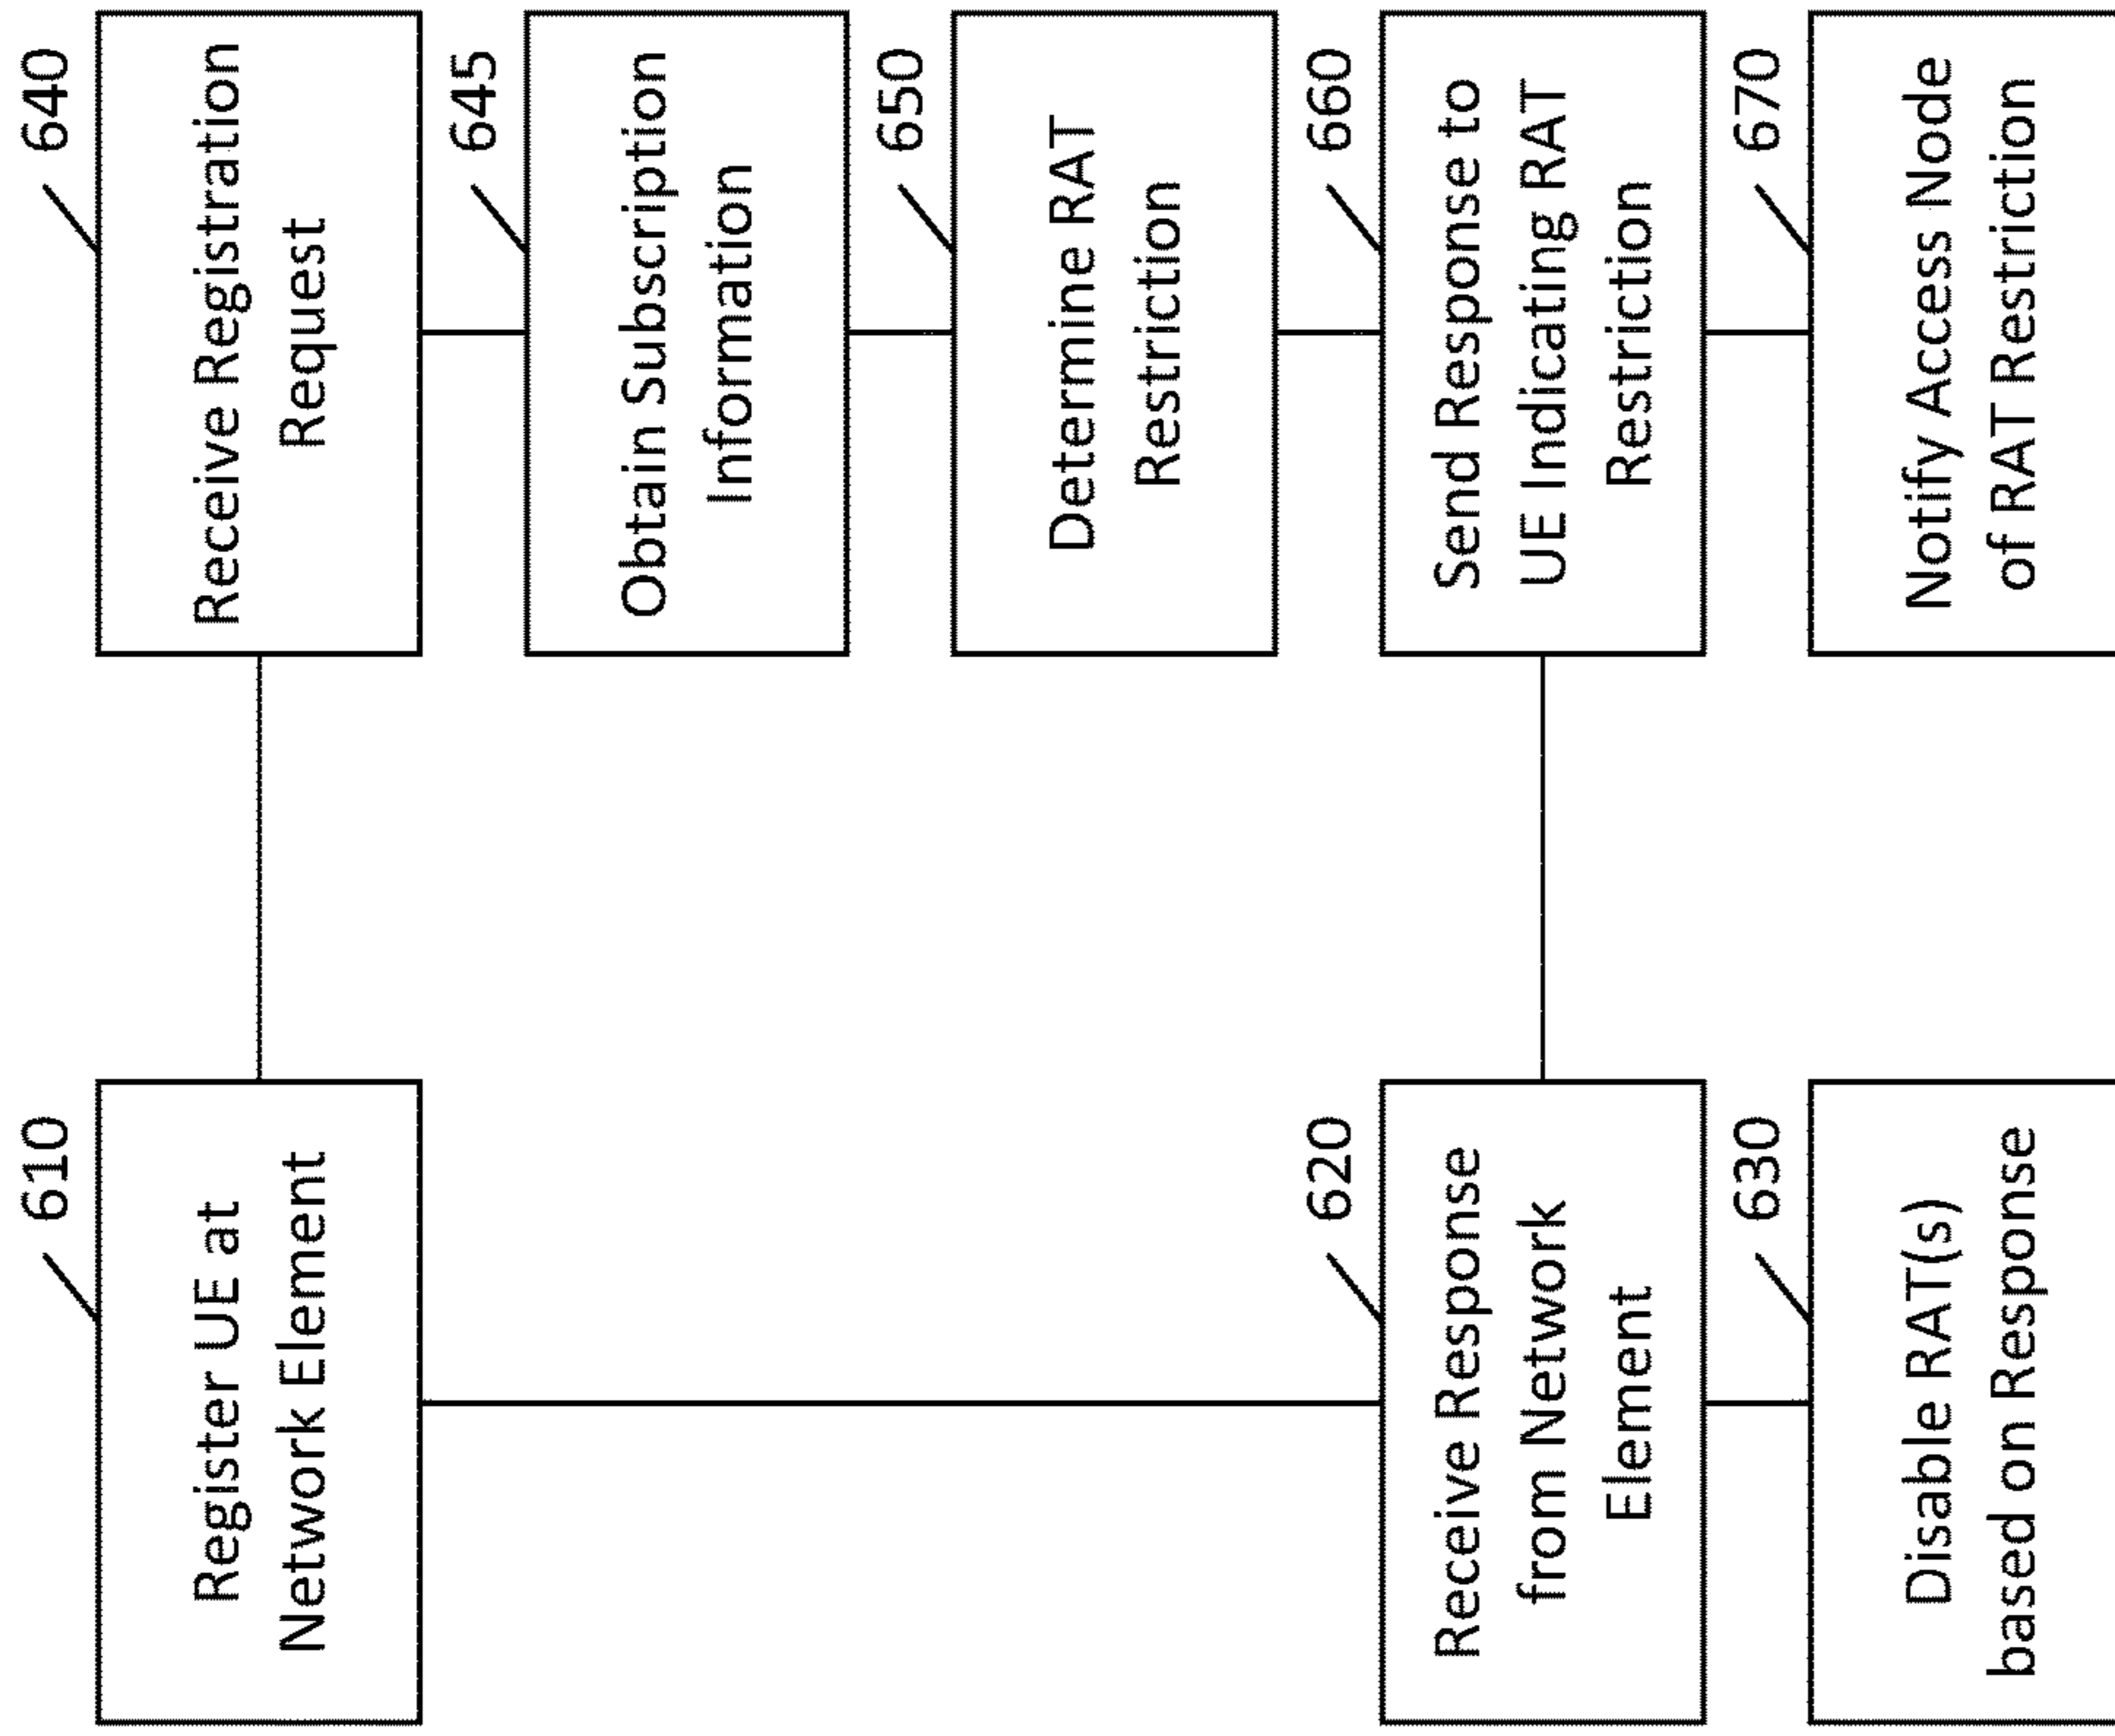 610
Register UE at
Network Element
620
Receive Response
from Network
Element
630
Disable RAT(s)
based on Response
640
Receive Registration
Request
645
Obtain Subscription
Information
650
Determine RAT
Restriction
660
Send Response to
UE Indicating RAT
Restriction
670
Notify Access Node
of RAT Restriction